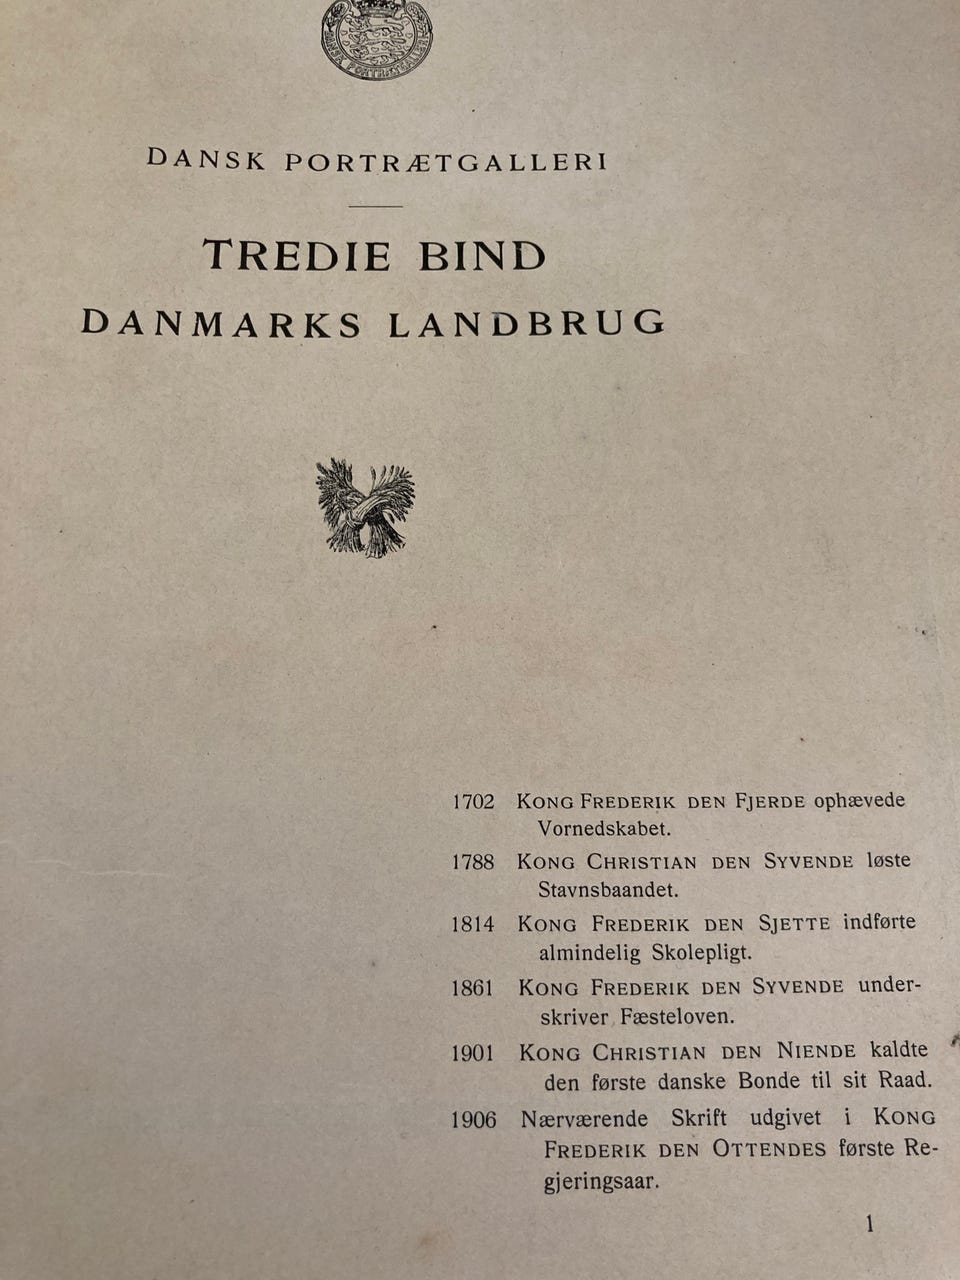 DANSK PORTRÆTGALLERI
DANSK PORTRÆTGALLERI
TREDIE BIND
DANMARKS LANDBRUG
1702 KONG FREDERIK DEN FJERDE ophævede
Vornedskabet.
1788 KONG CHRISTIAN DEN SYVENDE løste
Stavnsbaandet.
1814 KONG FREDERIK DEN SJETTE indførte
almindelig Skolepligt.
1861 KONG FREDERIK DEN SYVENDE under-
skriver Fæsteloven.
1901 KONG CHRISTIAN DEN NIENDE kaldte
den første danske Bonde til sit Raad.
1906 Nærværende Skrift udgivet i KONG
FREDERIK DEN OTTENDES første Re-
gjeringsaar.
1